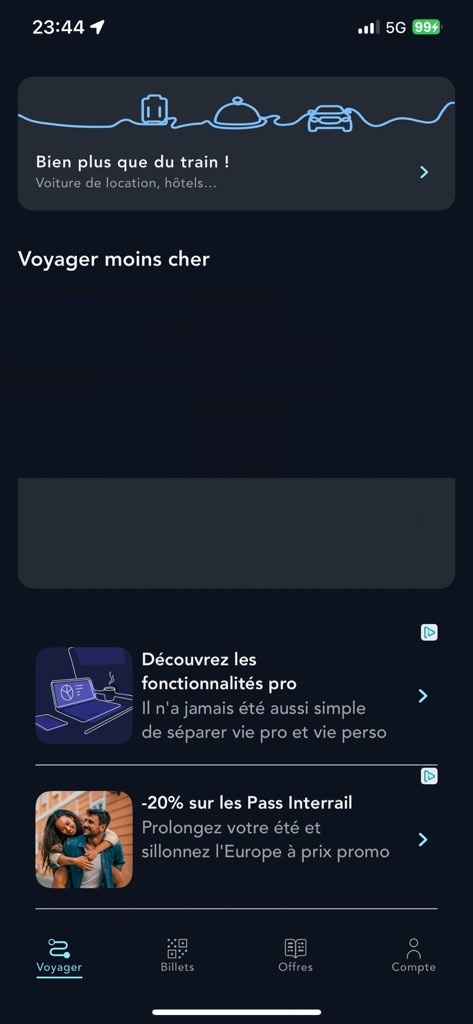 23:44
5G
99
Bien plus que du train !
Voiture de location, hôtels...
Voyager moins cher
Découvrez les
fonctionnalités pro
Il n'a jamais été aussi simple
de séparer vie pro et vie perso
-20% sur les Pass Interrail
Prolongez votre été et
sillonnez l'Europe à prix promo
Voyager
Billets
Offres
Compte